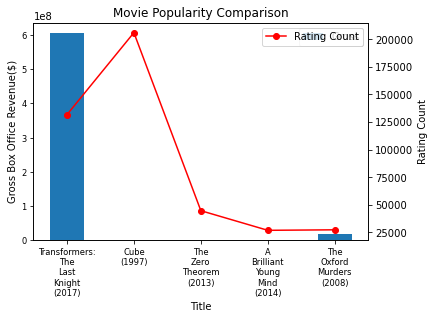 Movie Popularity Comparison
1e8
Rating Count
6
5
4
3
2
1
0
Gross Box Office Revenue($)
200000
175000
150000
125000
100000
75000
50000
25000
Rating Count
Transformers:
The
Last
Knight
(2017)
Cube
(1997)
The
Zero
Theorem
(2013)
A
Brilliant
Young
Mind
(2014)
The
Oxford
Murders
(2008)
Title